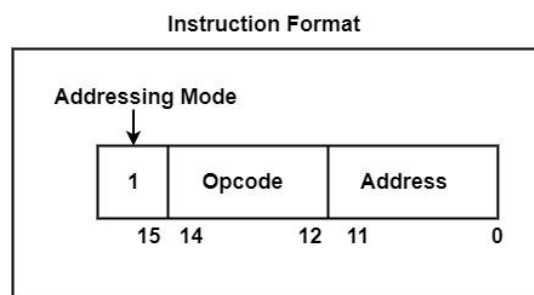 Instruction Format
Addressing Mode
1 Opcode Address
15 14 12 11 0